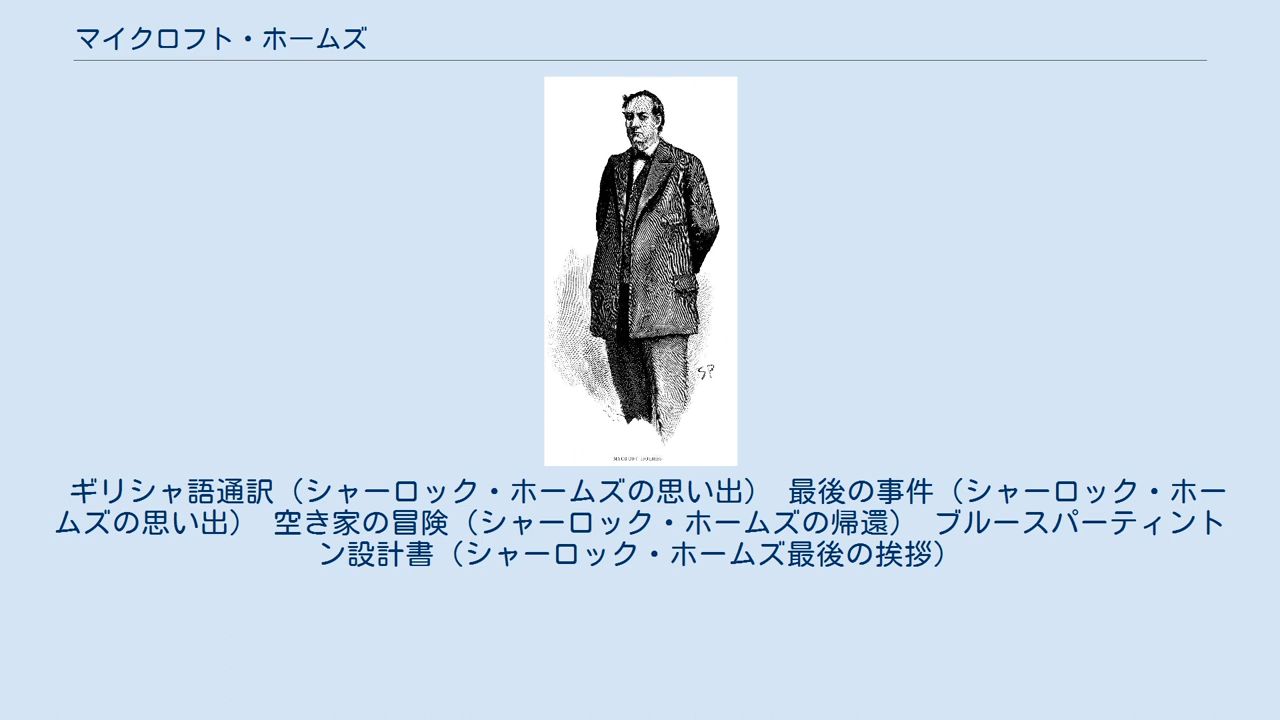 マイクロフト・ホームズ
SP
MYCROFT HOLMES
ギリシャ語通訳（シャーロック・ホームズの思い出）　最後の事件（シャーロック・ホー
ムズの思い出）　空き家の冒険（シャーロック・ホームズの帰還）　ブルースパーティント
ン設計書（シャーロック・ホームズ最後の挨拶）